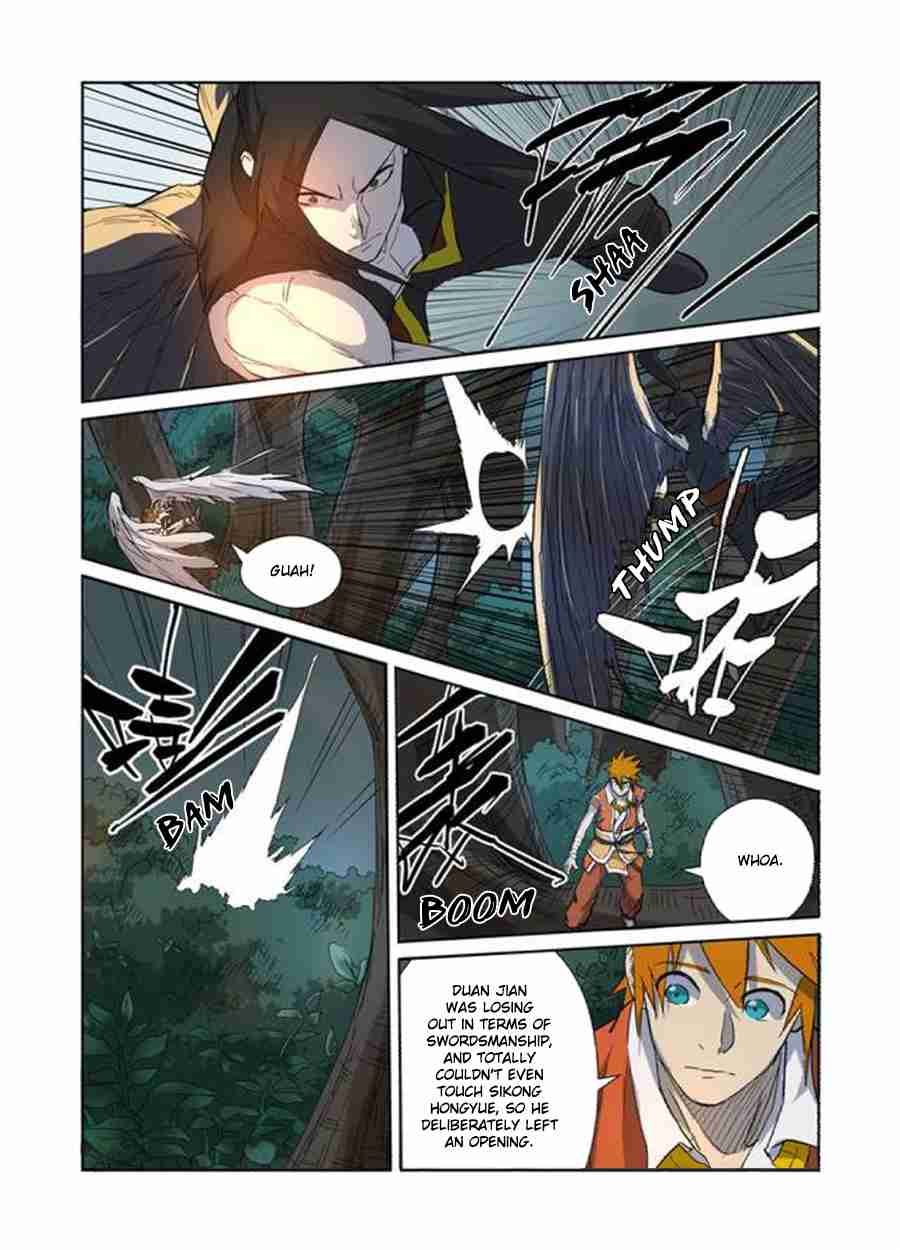 SHAA
GUAH!
THUMP
BAM
BOOM
WHOA.
DUAN JIAN
WAS LOSING
OUT IN TERMS OF
SWORDSMANSHIP,
AND TOTALLY
COULDN'T EVEN
TOUCH SIKONG
HONGYUE, SO HE
DELIBERATELY LEFT
AN OPENING.